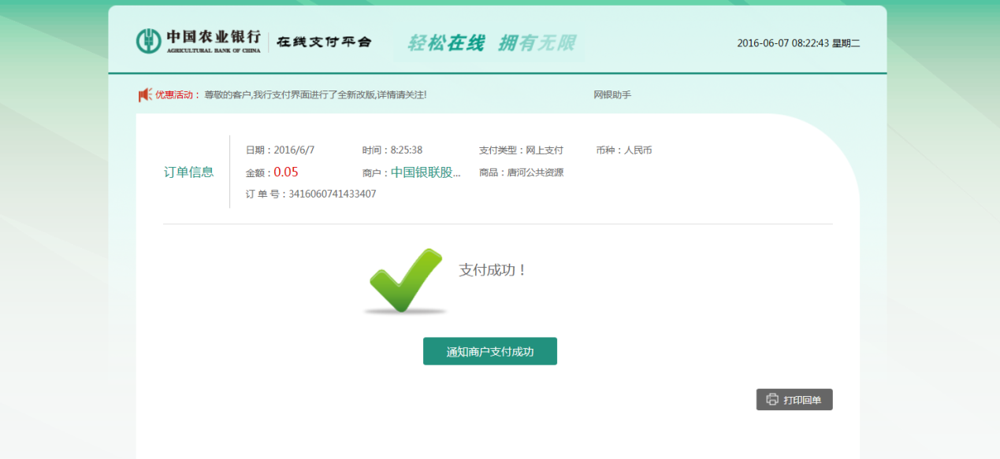 中国农业银行
AGRICULTURAL BANK OF CHINA
在线支付平台
轻松在线 拥有无限
2016-06-07 08:22:43 星期二
优惠活动： 尊敬的客户,我行支付界面进行了全新改版,详情请关注!
网银助手
订单信息
日期：2016/6/7 时间：8:25:38 支付类型：网上支付 币种：人民币
金额：0.05 商户：中国银联股... 商品：唐河公共资源
订 单 号：3416060741433407
支付成功！
通知商户支付成功
打印回单